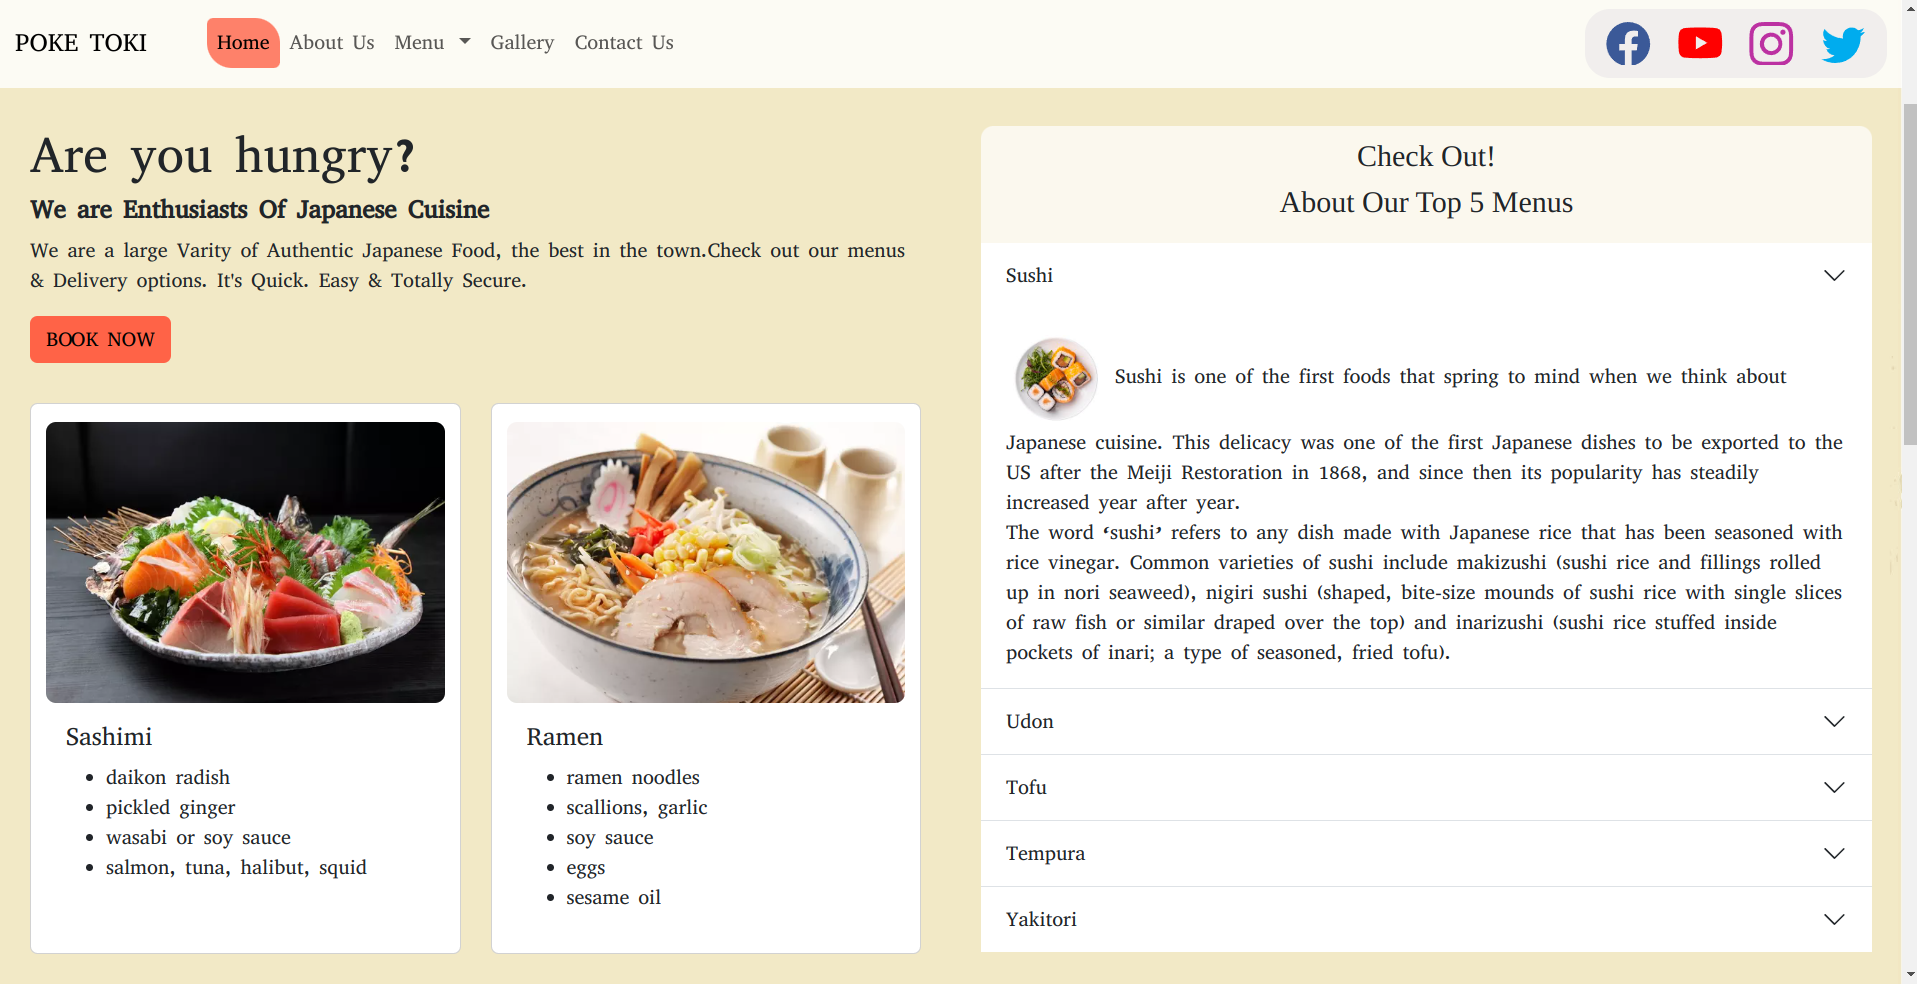 POKE TOKI
Home
About Us
Menu
Gallery
Contact Us
Are you hungry?
We are Enthusiasts Of Japanese Cuisine
We are a large Varity of Authentic Japanese Food, the best in the town.Check out our menus
& Delivery options. It's Quick. Easy & Totally Secure.
BOOK NOW
Sashimi
daikon radish
pickled ginger
wasabi or soy sauce
salmon, tuna, halibut, squid
Ramen
ramen noodles
scallions, garlic
soy sauce
eggs
sesame oil
Check Out!
About Our Top 5 Menus
Sushi
Sushi is one of the first foods that spring to mind when we think about
Japanese cuisine. This delicacy was one of the first Japanese dishes to be exported to the
US after the Meiji Restoration in 1868, and since then its popularity has steadily
increased year after year.
The word ‘sushi’ refers to any dish made with Japanese rice that has been seasoned with
rice vinegar. Common varieties of sushi include makizushi (sushi rice and fillings rolled
up in nori seaweed), nigiri sushi (shaped, bite-size mounds of sushi rice with single slices
of raw fish or similar draped over the top) and inarizushi (sushi rice stuffed inside
pockets of inari; a type of seasoned, fried tofu).
Udon
Tofu
Tempura
Yakitori